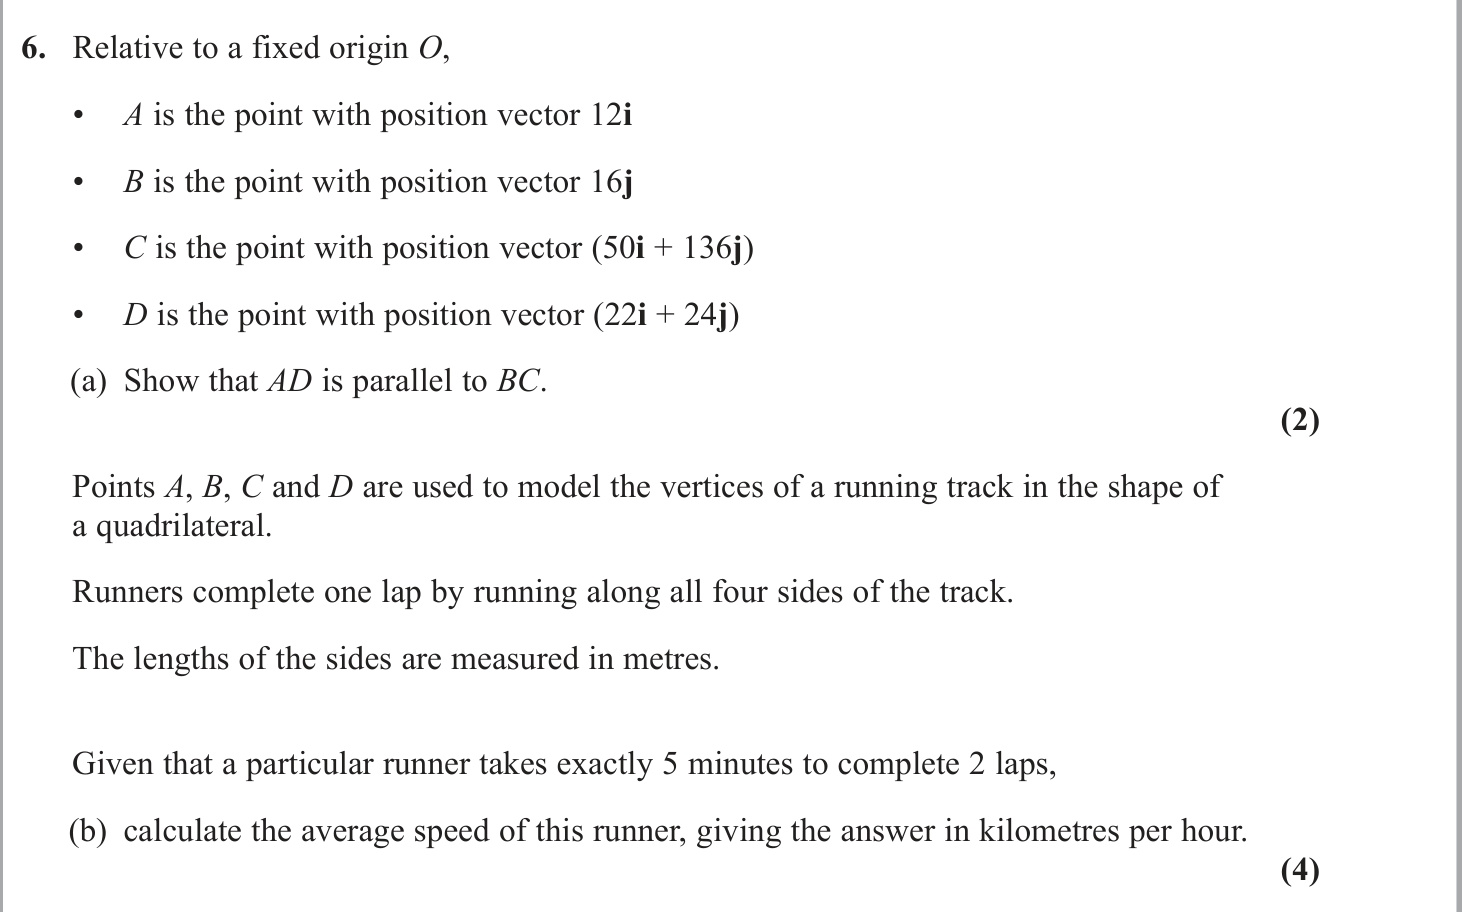 6. Relative to a fixed origin O,
• A is the point with position vector 12i
• B is the point with position vector 16j
• C is the point with position vector (50i + 136j)
• D is the point with position vector (22i + 24j)
(a) Show that AD is parallel to BC.
(2)
Points A, B, C and D are used to model the vertices of a running track in the shape of
a quadrilateral.
Runners complete one lap by running along all four sides of the track.
The lengths of the sides are measured in metres.
Given that a particular runner takes exactly 5 minutes to complete 2 laps,
(b) calculate the average speed of this runner, giving the answer in kilometres per hour.
(4)